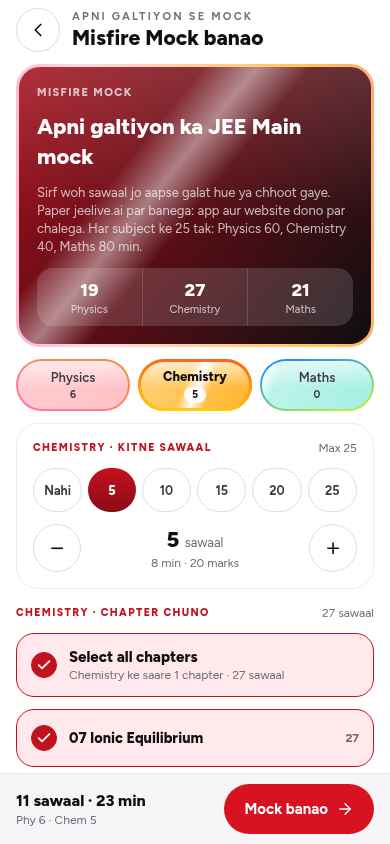 APNI GALTIYON SE MOCK
Misfire Mock banao
MISFIRE MOCK
Apni galtiyon ka JEE Main
mock
Sirf woh sawaal jo aapse galat hue ya chhoot gaye.
Paper jeelive.ai par banega: app aur website dono par
chalega. Har subject ke 25 tak: Physics 60, Chemistry
40, Maths 80 min.
19 27 21
Physics Chemistry Maths
Physics Chemistry Maths
6 5 0
CHEMISTRY · KITNE SAWAAL Max 25
Nahi 5 10 15 20 25
− 5 sawaal +
8 min · 20 marks
CHEMISTRY · CHAPTER CHUNO 27 sawaal
Select all chapters
Chemistry ke saare 1 chapter · 27 sawaal
07 Ionic Equilibrium 27
11 sawaal · 23 min
Phy 6 · Chem 5
Mock banao →